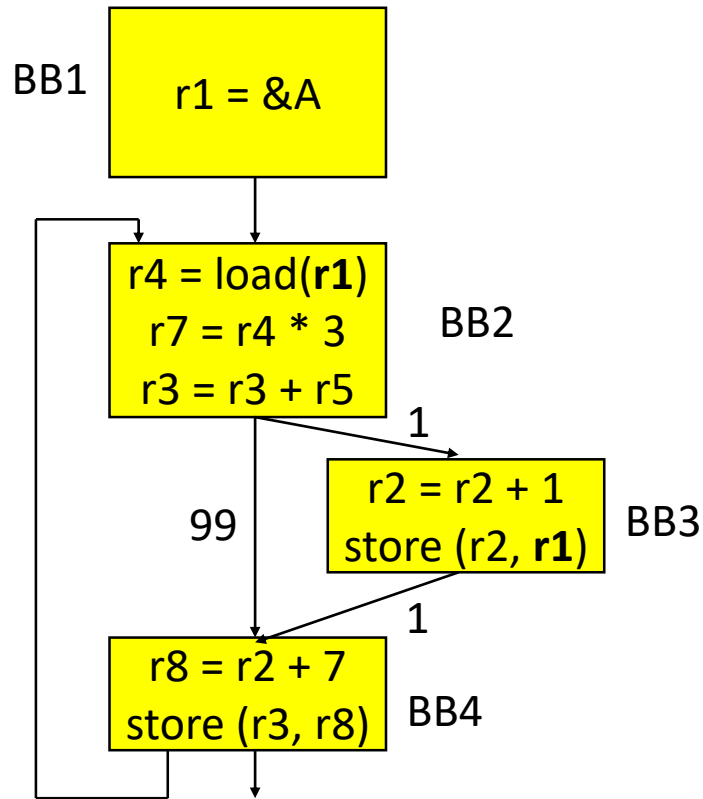 BB1
r1 = &A
r4 = load(r1)
r7 = r4 * 3
r3 = r3 + r5
BB2
1
99
r2 = r2 + 1
store (r2, r1)
BB3
1
r8 = r2 + 7
store (r3, r8)
BB4